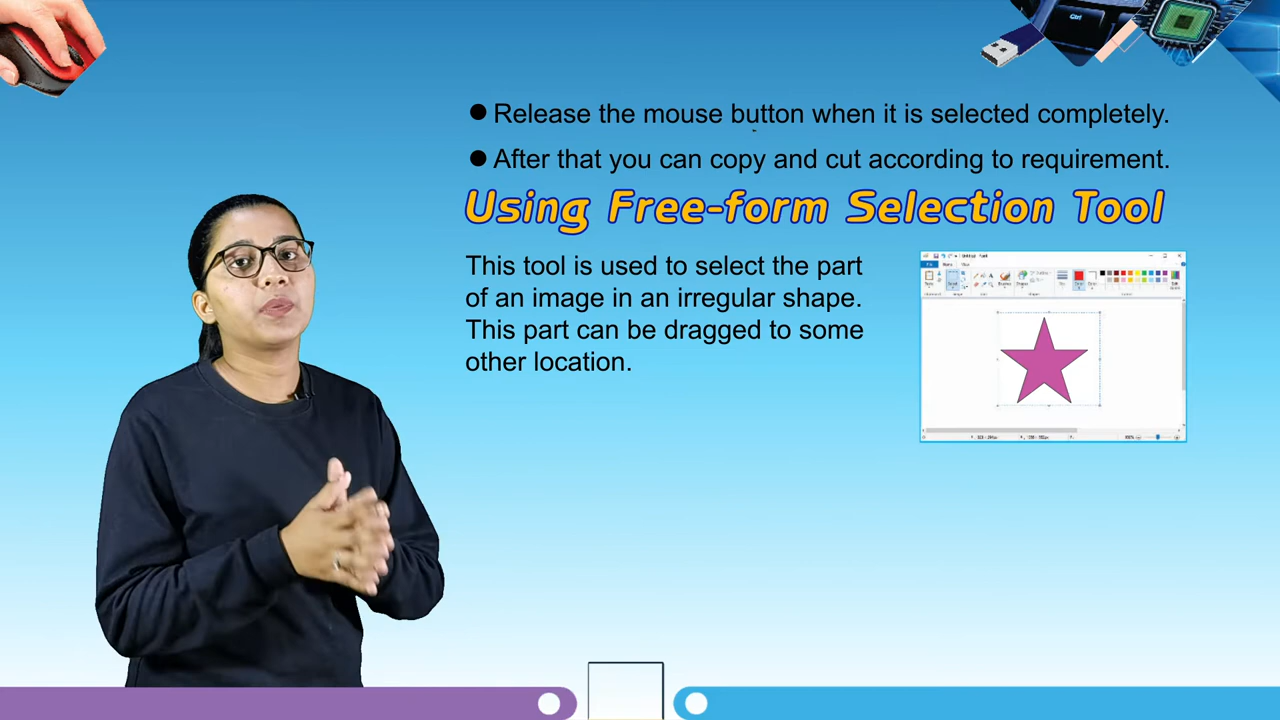 Ctrl
● Release the mouse button when it is selected completely.
● After that you can copy and cut according to requirement.
Using Free-form Selection Tool
This tool is used to select the part
of an image in an irregular shape.
This part can be dragged to some
other location.